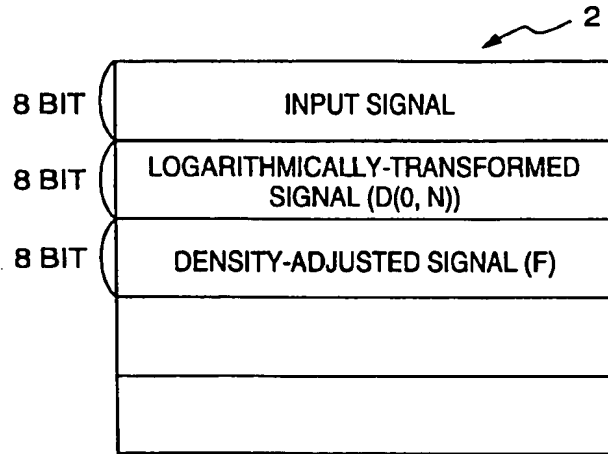 2
8 BIT INPUT SIGNAL
8 BIT LOGARITHMICALLY-TRANSFORMED
SIGNAL (D(0, N))
8 BIT DENSITY-ADJUSTED SIGNAL (F)